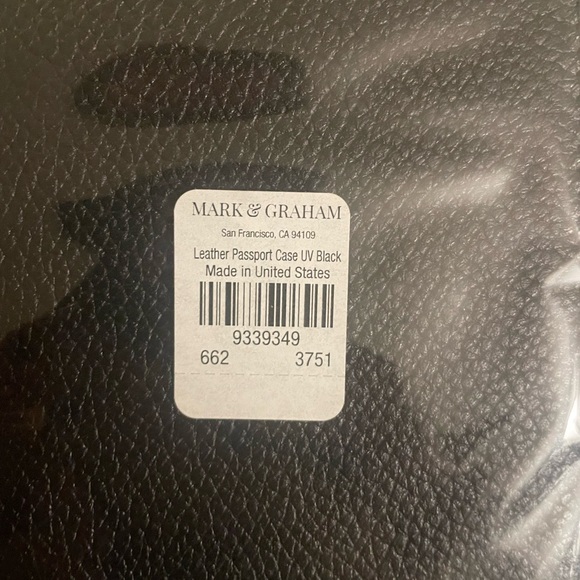 MARK & GRAHAM
San Francisco, CA 94109
Leather Passport Case UV Black
Made in United States
9339349
662 3751